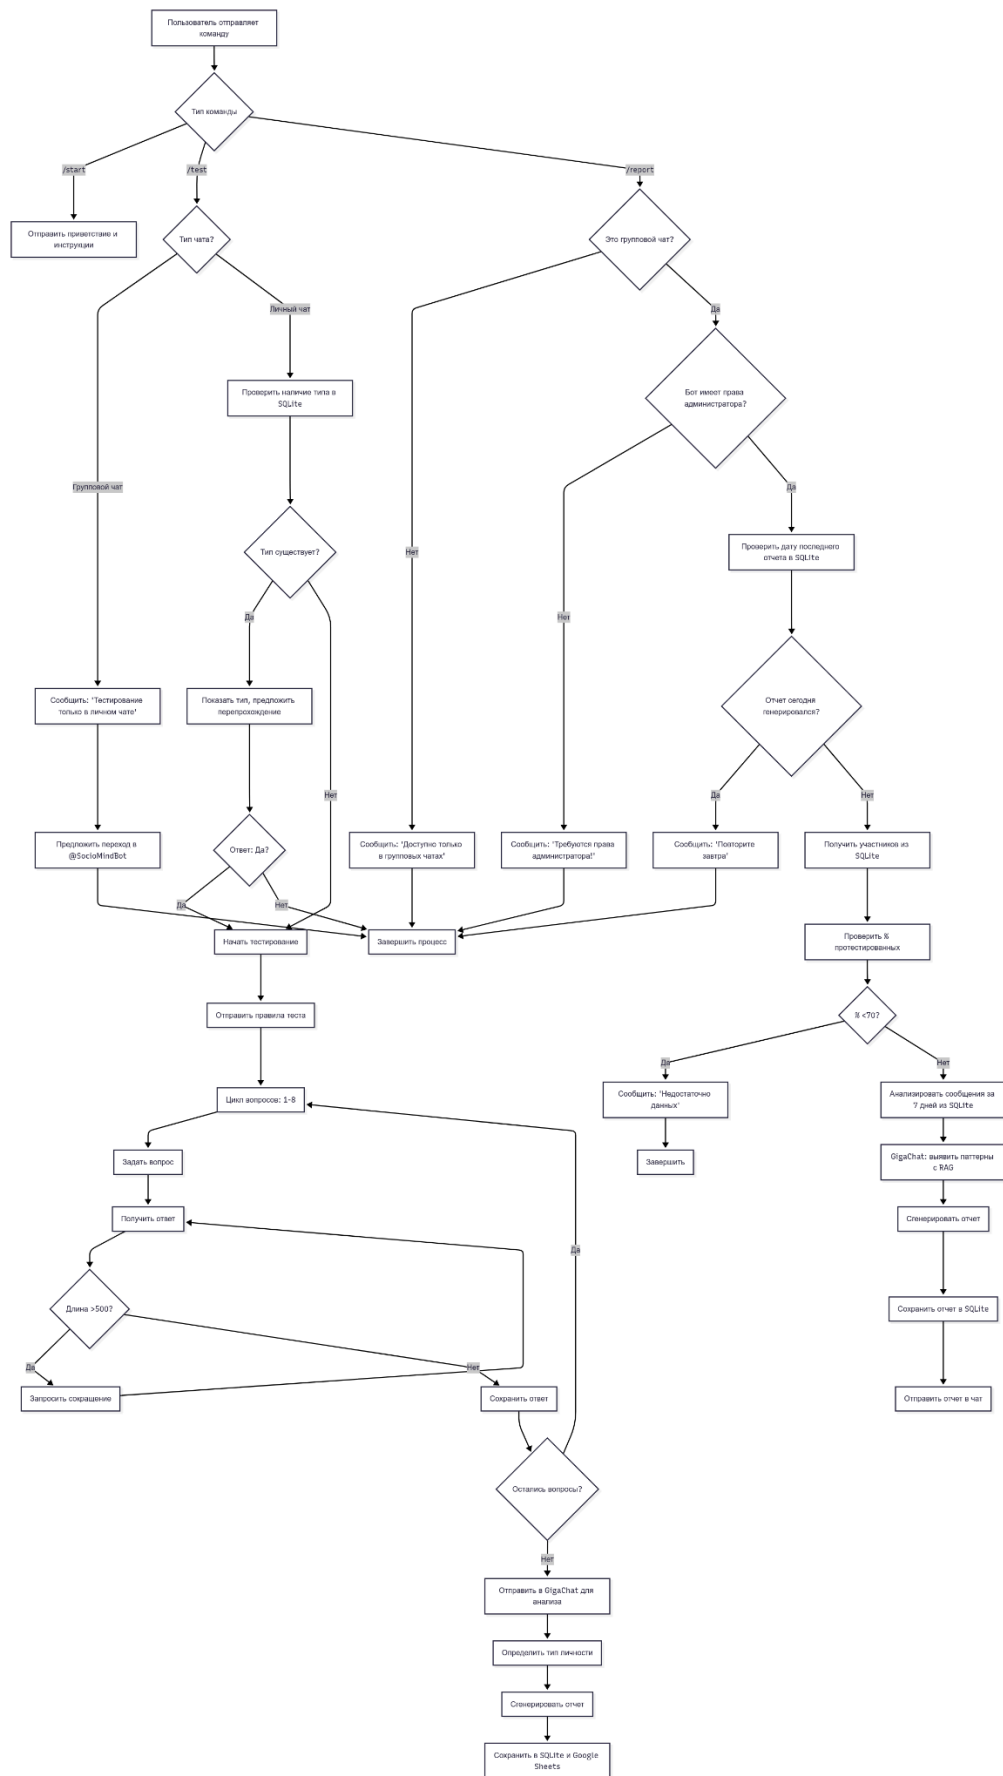 Пользователь отправляет
команду
Тип команды
/start
/test
/report
Отправить приветствие и
инструкции
Тип чата?
Это групповой чат?
Личный чат
Да
Проверить наличие типа в
SQLite
Бот имеет права
администратора?
Групповой чат
Да
Тип существует?
Нет
Проверить дату последнего
отчета в SQLite
Да
Нет
Сообщить: 'Тестирование
только в личном чате'
Показать тип, предложить
перепрохождение
Отчет сегодня
генерировался?
Нет
Да
Нет
Предложить переход в
@SocioMindBot
Ответ: Да?
Сообщить: 'Доступно только
в групповых чатах'
Сообщить: 'Требуются права
администратора!'
Сообщить: 'Повторите
завтра'
Получить участников из
SQLite
Да
Нет
Начать тестирование
Завершить процесс
Проверить %
протестированных
Отправить правила теста
% <70?
Да
Нет
Цикл вопросов: 1-8
Сообщить: 'Недостаточно
данных'
Анализировать сообщения за
7 дней из SQLite
Задать вопрос
Завершить
GigaChat: выявить паттерны
с RAG
Получить ответ
Сгенерировать отчет
Да
Длина >500?
Сохранить отчет в SQLite
Да
Нет
Запросить сокращение
Сохранить ответ
Отправить отчет в чат
Остались вопросы?
Нет
Отправить в GigaChat для
анализа
Определить тип личности
Сгенерировать отчет
Сохранить в SQLite и Google
Sheets